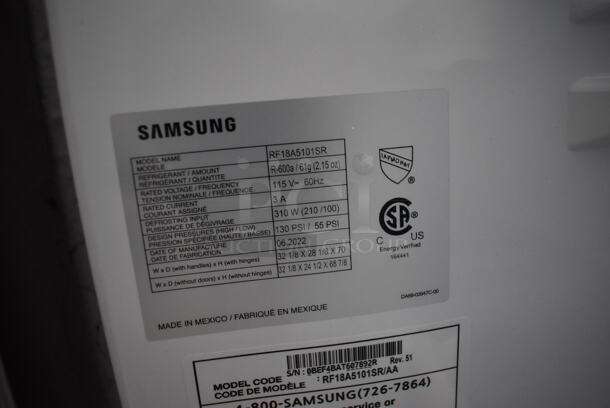 SAMSUNG
MODEL NAME
MODÈLE
RF18A5101SR
REFRIGERANT / AMOUNT
RÉFRIGÉRANT / QUANTITE
R-600a / 61g (2.15 oz)
RATED VOLTAGE / FREQUENCY
TENSION NOMINALE / FREQUENCE
115 V~ 60Hz
RATED CURRENT
COURANT ASSIGNÉ
3 A
DEFROSTING INPUT
PUISSANCE DE DÉGIVRAGE
310 W (210 /100)
DESIGN PRESSURES (HIGH / LOW)
PRESSION SPÉCIFIÉE (HAUTE / BASSE)
130 PSI / 55 PSI
DATE OF MANUFACTURE
DATE DE FABRICATION
06.2022
W x D (with handles) x H (with hinges)
32 1/8 X 28 1/8 X 70
W x D (without doors) x H (without hinges)
32 1/8 X 24 1/2 X 68 7/8
C US
Energy Verified
164441
MADE IN MEXICO / FABRIQUÉ EN MEXIQUE
DA68-03947C-00
S/N : 0BEF4BAT607892R Rev. 51
MODEL CODE
CODE DE MODÈLE : RF18A5101SR/AA
-800-SAMSUNG(726-7864)
service or